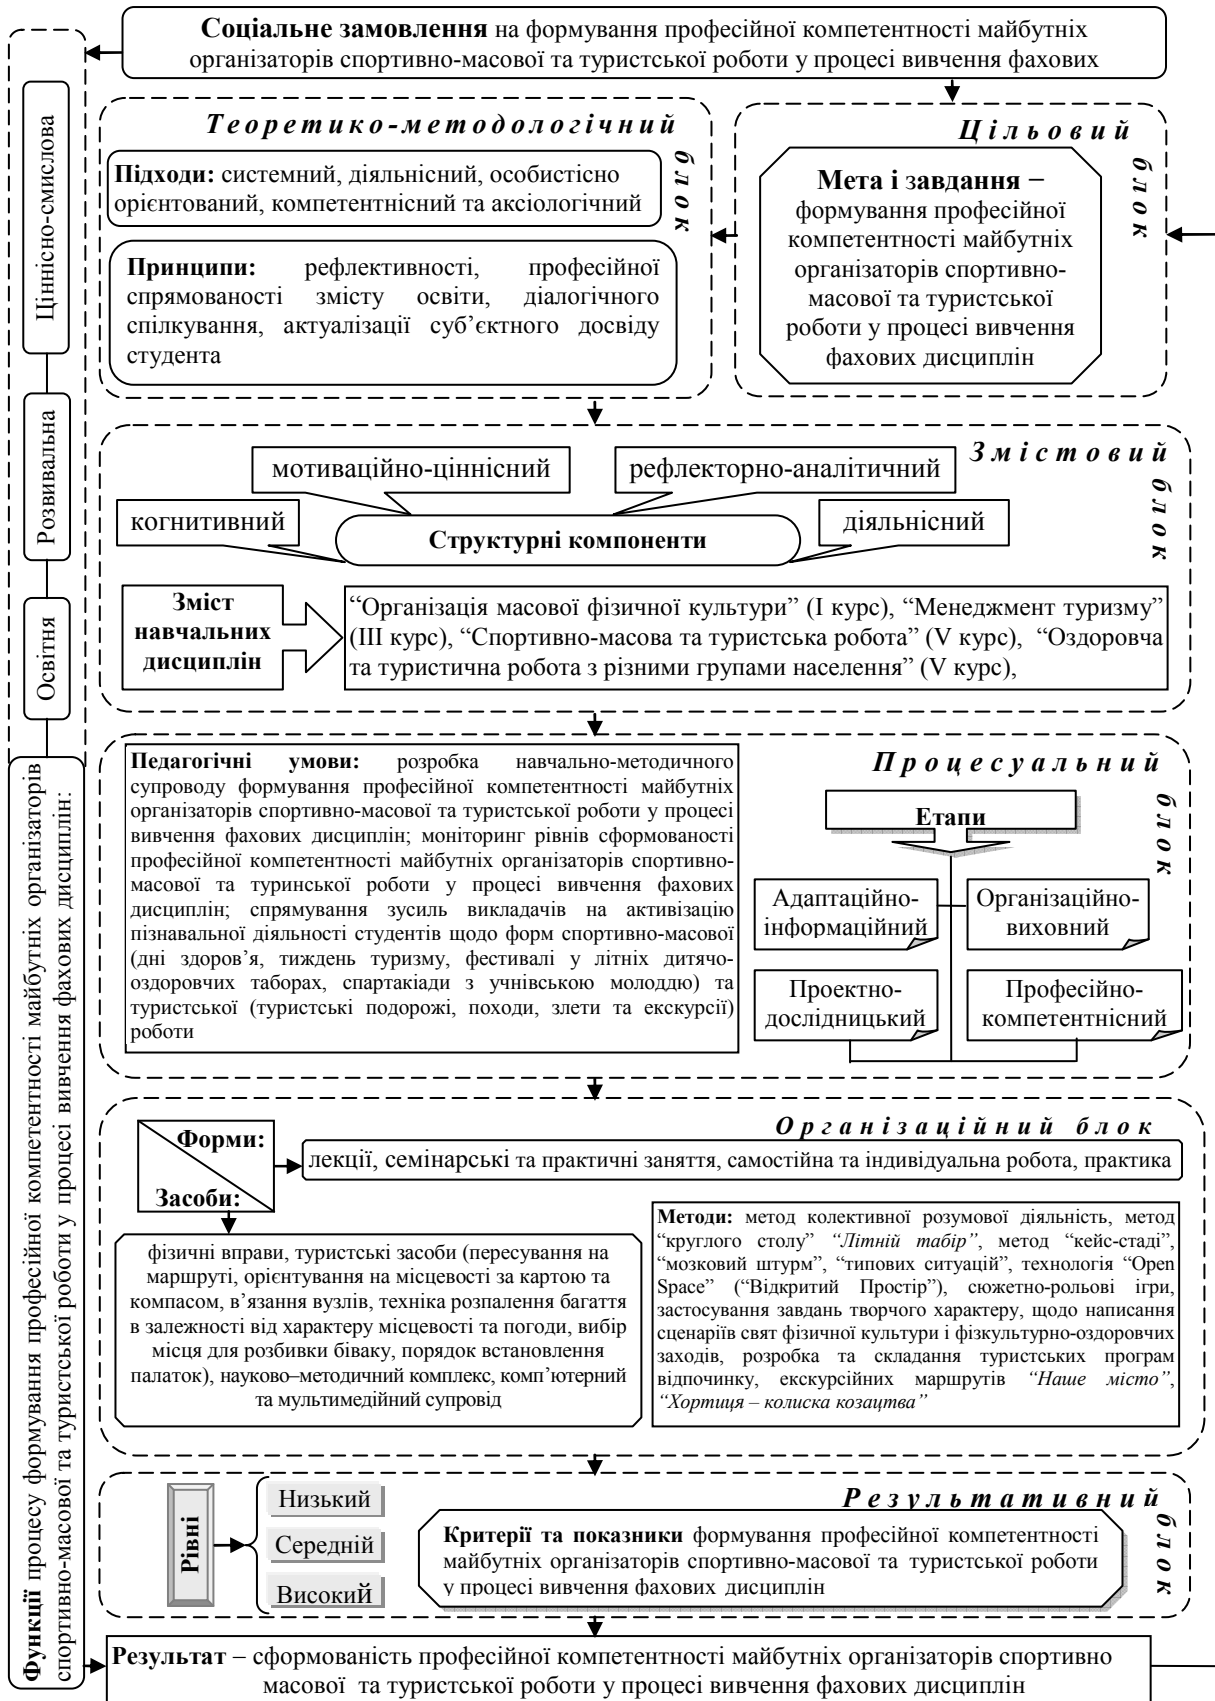 Соціальне замовлення на формування професійної компетентності майбутніх
організаторів спортивно-масової та туристської роботи у процесі вивчення фахових
Ціннісно-смислова
Розвивальна
Освітня
Функції процесу формування професійної компетентності майбутніх організаторів
спортивно-масової та туристської роботи у процесі вивчення фахових дисциплін:
Теоретико-методологічний
блок
Підходи: системний, діяльнісний, особистісно
орієнтований, компетентнісний та аксіологічний
Принципи: рефлективності, професійної
спрямованості змісту освіти, діалогічного
спілкування, актуалізації суб’єктного досвіду
студента
Цільовий
блок
Мета і завдання –
формування професійної
компетентності майбутніх
організаторів спортивно-
масової та туристської
роботи у процесі вивчення
фахових дисциплін
Змістовий
блок
мотиваційно-ціннісний
рефлекторно-аналітичний
когнитивний
діяльнісний
Структурні компоненти
Зміст
навчальних
дисциплін
“Організація масової фізичної культури” (І курс), “Менеджмент туризму”
(ІІІ курс), “Спортивно-масова та туристська робота” (V курс), “Оздоровча
та туристична робота з різними групами населення” (V курс),
Процесуальний
блок
Педагогічні умови: розробка навчально-методичного
супроводу формування професійної компетентності майбутніх
організаторів спортивно-масової та туристської роботи у процесі
вивчення фахових дисциплін; моніторинг рівнів сформованості
професійної компетентності майбутніх організаторів спортивно-
масової та туринської роботи у процесі вивчення фахових
дисциплін; спрямування зусиль викладачів на активізацію
пізнавальної діяльності студентів щодо форм спортивно-масової
(дні здоров’я, тиждень туризму, фестивалі у літніх дитячо-
оздоровчих таборах, спартакіади з учнівською молоддю) та
туристської (туристські подорожі, походи, злети та екскурсії)
роботи
Етапи
Адаптаційно-
інформаційний
Організаційно-
виховний
Проектно-
дослідницький
Професійно-
компетентнісний
Організаційний блок
Форми:
Засоби:
лекції, семінарські та практичні заняття, самостійна та індивідуальна робота, практика
фізичні вправи, туристські засоби (пересування на
маршруті, орієнтування на місцевості за картою та
компасом, в’язання вузлів, техніка розпалення багаття
в залежності від характеру місцевості та погоди, вибір
місця для розбивки біваку, порядок встановлення
палаток), науково–методичний комплекс, комп’ютерний
та мультимедійний супровід
Методи: метод колективної розумової діяльність, метод
“круглого столу” “Літній табір”, метод “кейс-стаді”,
“мозковий штурм”, “типових ситуацій”, технологія “Open
Space” (“Відкритий Простір”), сюжетно-рольові ігри,
застосування завдань творчого характеру, щодо написання
сценаріїв свят фізичної культури і фізкультурно-оздоровчих
заходів, розробка та складання туристських програм
відпочинку, екскурсійних маршрутів “Наше місто”,
“Хортиця – колиска козацтва”
Результативний
блок
Рівні
Низький
Середній
Високий
Критерії та показники формування професійної компетентності
майбутніх організаторів спортивно-масової та туристської роботи
у процесі вивчення фахових дисциплін
Результат – сформованість професійної компетентності майбутніх організаторів спортивно
масової та туристської роботи у процесі вивчення фахових дисциплін